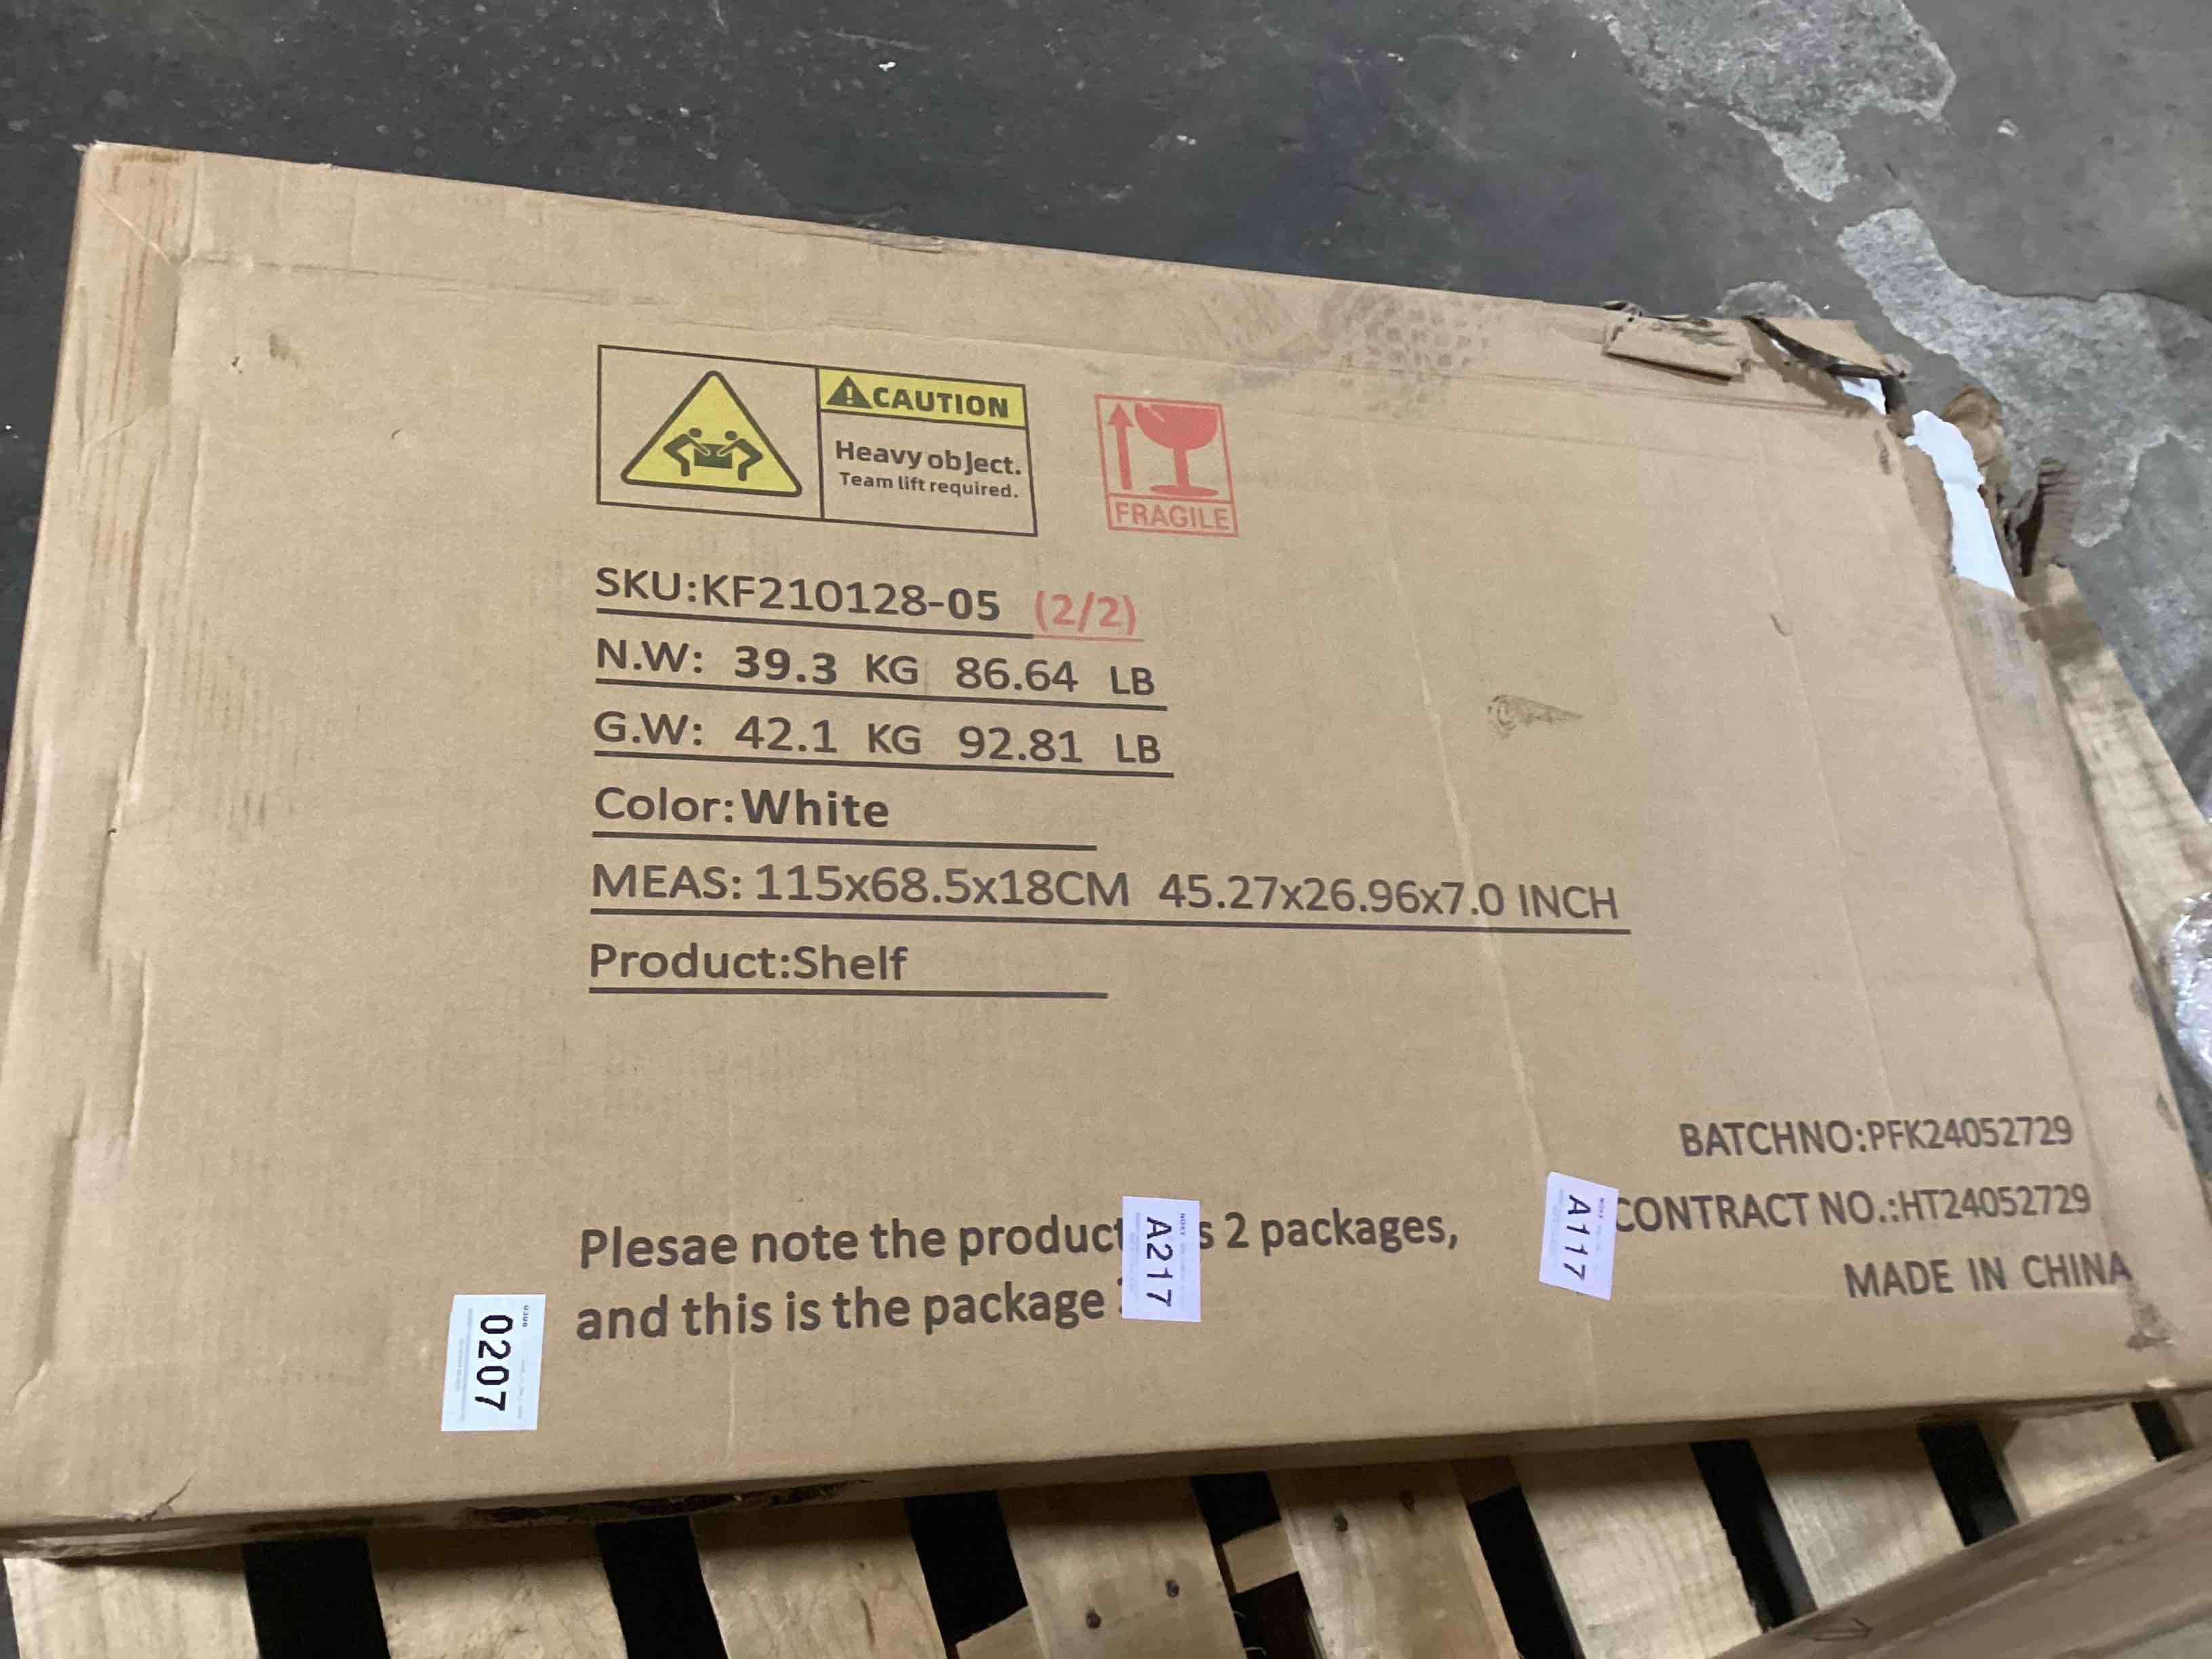 CAUTION
Heavy object.
Team lift required.
FRAGILE
SKU:KF210128-05 (2/2)
N.W: 39.3 KG 86.64 LB
G.W: 42.1 KG 92.81 LB
Color:White
MEAS: 115x68.5x18CM 45.27x26.96x7.0 INCH
Product:Shelf
BATCHNO:PFK24052729
CONTRACT NO.:HT24052729
MADE IN CHINA
Plesae note the product s 2 packages,
and this is the package
A217
A117
0207